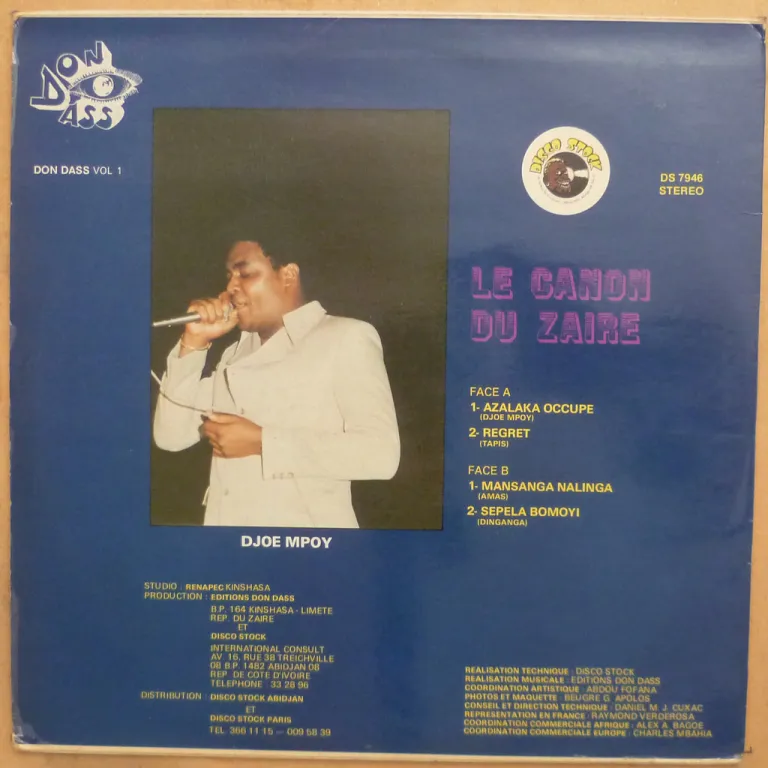 DON
DASS
DON DASS VOL 1
DISCO STOCK
DS 7946
STEREO
LE CANON
DU ZAIRE
FACE A
1- AZALAKA OCCUPE
(DJOE MPOY)
2- REGRET
(TAPIS)
FACE B
1- MANSANGA NALINGA
(AMAS)
2- SEPELA BOMOYI
(DINGANGA)
DJOE MPOY
STUDIO : RENAPEC KINSHASA
PRODUCTION : EDITIONS DON DASS
B.P. 164 KINSHASA - LIMETE
REP. DU ZAIRE
ET
DISCO STOCK
INTERNATIONAL CONSULT
AV. 16, RUE 38 TREICHVILLE
08 B.P. 1482 ABIDJAN 08
REP. DE COTE D'IVOIRE
TELEPHONE 33 28 96
DISTRIBUTION : DISCO STOCK ABIDJAN
ET
DISCO STOCK PARIS
TEL. 366 11 15 - 009 58 39
REALISATION TECHNIQUE : DISCO STOCK
REALISATION MUSICALE : EDITIONS DON DASS
COORDINATION ARTISTIQUE : ABDOU FOFANA
PHOTOS ET MAQUETTE : BEUGRE G. APOLOS
CONSEIL ET DIRECTION TECHNIQUE : DANIEL M. J. CUXAC
REPRESENTATION EN FRANCE : RAYMOND VERDEROSA
COORDINATION COMMERCIALE AFRIQUE : ALEX A. BAGOE
COORDINATION COMMERCIALE EUROPE : CHARLES MBAHIA